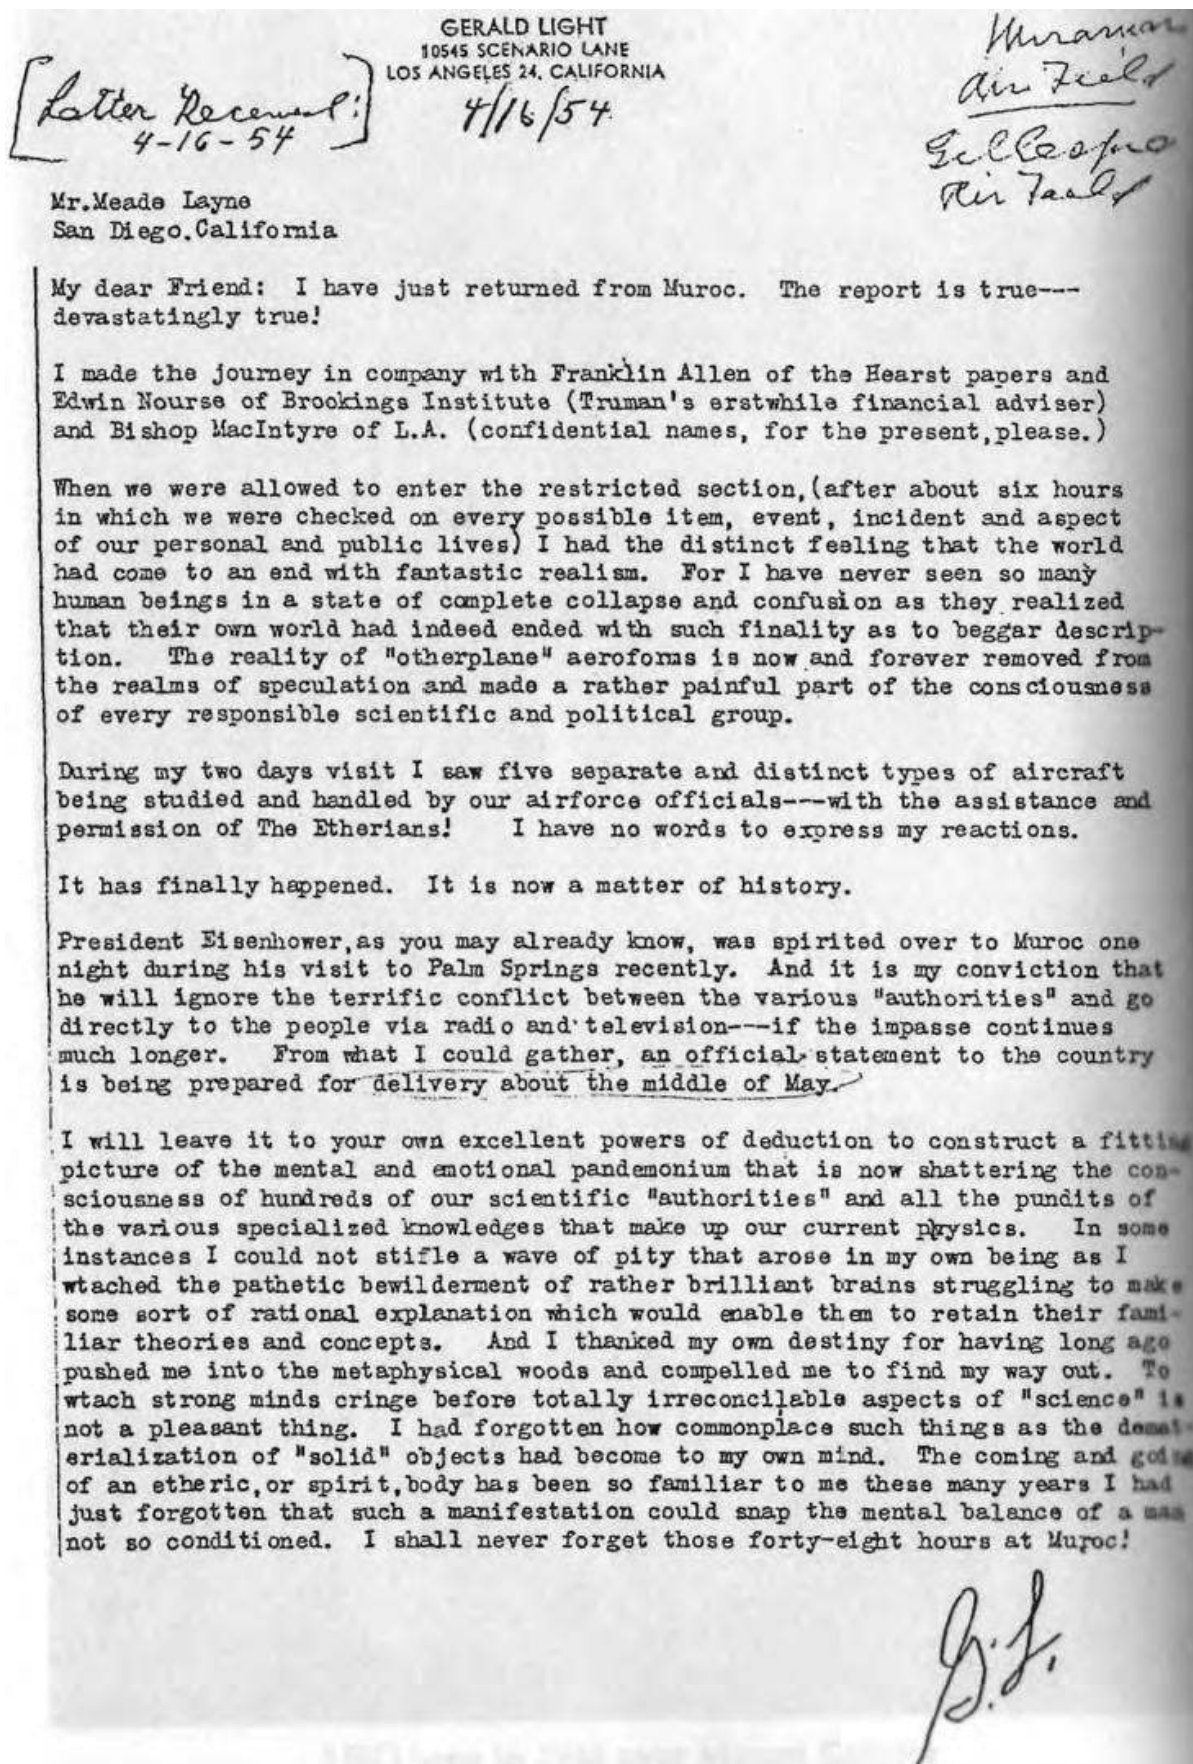 GERALD LIGHT
10545 SCENARIO LANE
LOS ANGELES 24, CALIFORNIA
4/16/54
[Latter Received:]
4-16-54
Miramar
Air Field
Gillespie
Air Field
Mr.Meade Layne
San Diego.California
My dear Friend: I have just returned from Muroc. The report is true---
devastatingly true!
I made the journey in company with Franklin Allen of the Hearst papers and
Edwin Nourse of Brookings Institute (Truman's erstwhile financial adviser)
and Bishop MacIntyre of L.A. (confidential names, for the present,please.)
When we were allowed to enter the restricted section,(after about six hours
in which we were checked on every possible item, event, incident and aspect
of our personal and public lives) I had the distinct feeling that the world
had come to an end with fantastic realism. For I have never seen so many
human beings in a state of complete collapse and confusion as they realized
that their own world had indeed ended with such finality as to beggar descrip-
tion. The reality of "otherplane" aeroforms is now and forever removed from
the realms of speculation and made a rather painful part of the consciousness
of every responsible scientific and political group.
During my two days visit I saw five separate and distinct types of aircraft
being studied and handled by our airforce officials---with the assistance and
permission of The Etherians! I have no words to express my reactions.
It has finally happened. It is now a matter of history.
President Eisenhower,as you may already know, was spirited over to Muroc one
night during his visit to Palm Springs recently. And it is my conviction that
he will ignore the terrific conflict between the various "authorities" and go
directly to the people via radio and television---if the impasse continues
much longer. From what I could gather, an official statement to the country
is being prepared for delivery about the middle of May.
I will leave it to your own excellent powers of deduction to construct a fitting
picture of the mental and emotional pandemonium that is now shattering the con-
sciousness of hundreds of our scientific "authorities" and all the pundits of
the various specialized knowledges that make up our current physics. In some
instances I could not stifle a wave of pity that arose in my own being as I
wtached the pathetic bewilderment of rather brilliant brains struggling to make
some sort of rational explanation which would enable them to retain their fami-
liar theories and concepts. And I thanked my own destiny for having long ago
pushed me into the metaphysical woods and compelled me to find my way out. To
wtach strong minds cringe before totally irreconcilable aspects of "science" is
not a pleasant thing. I had forgotten how commonplace such things as the demat-
erialization of "solid" objects had become to my own mind. The coming and going
of an etheric,or spirit,body has been so familiar to me these many years I had
just forgotten that such a manifestation could snap the mental balance of a man
not so conditioned. I shall never forget those forty-eight hours at Muroc!
G.L.